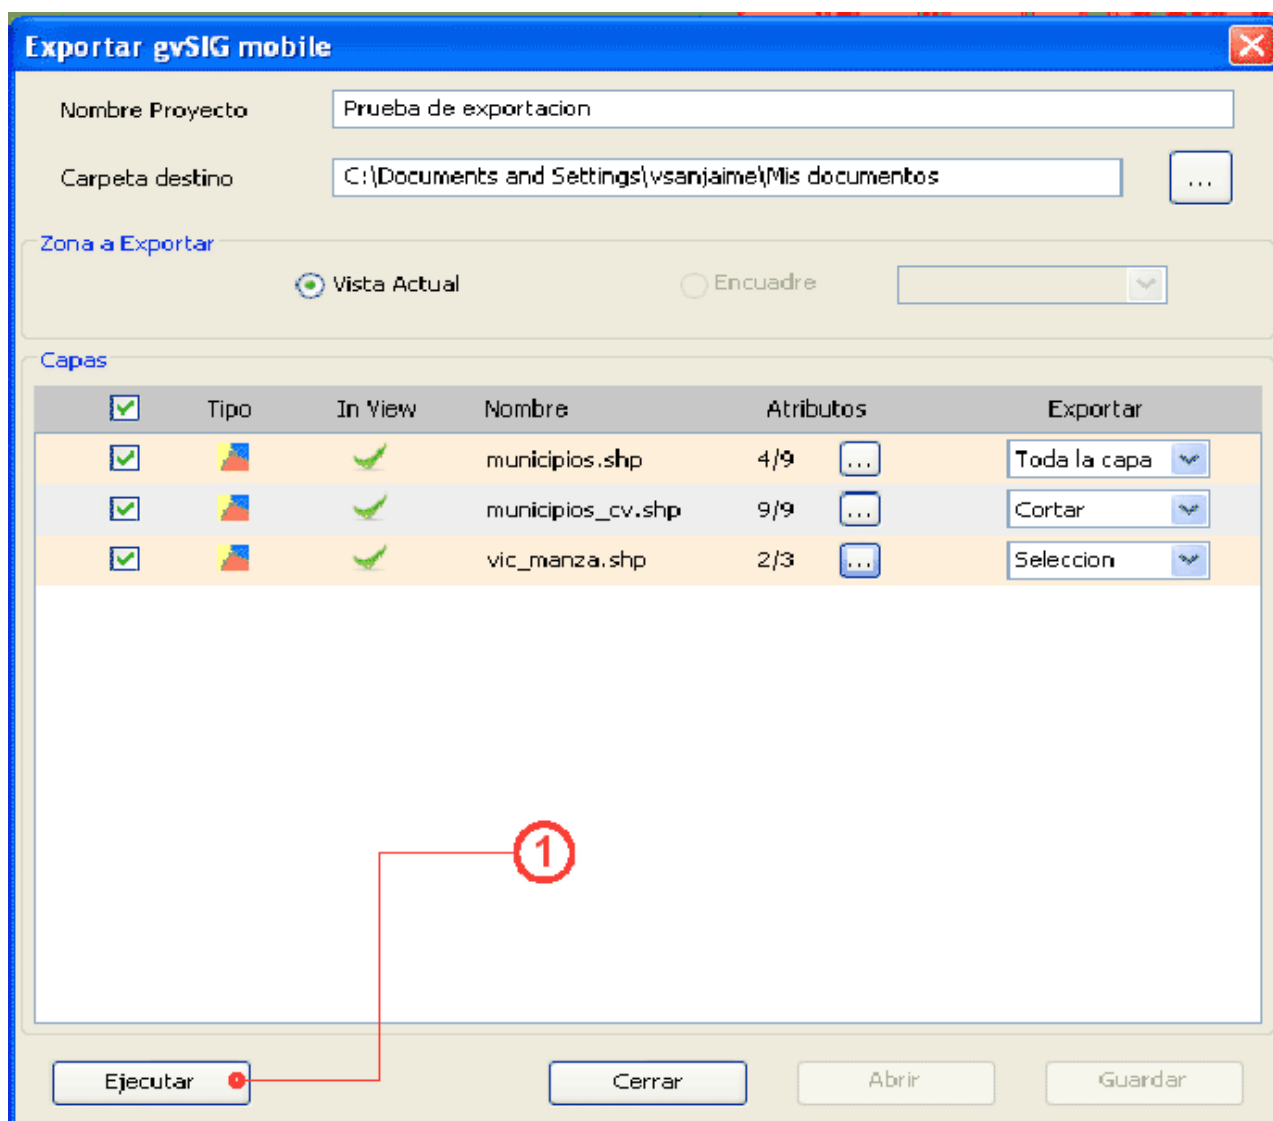 Exportar gvSIG mobile
Nombre Proyecto Prueba de exportacion
Carpeta destino C:\Documents and Settings\vsanjaime\Mis documentos ...
Zona a Exportar
Vista Actual Encuadre
Capas
Tipo In View Nombre Atributos Exportar
municipios.shp 4/9 ... Toda la capa
municipios_cv.shp 9/9 ... Cortar
vic_manza.shp 2/3 ... Seleccion
1
Ejecutar Cerrar Abrir Guardar